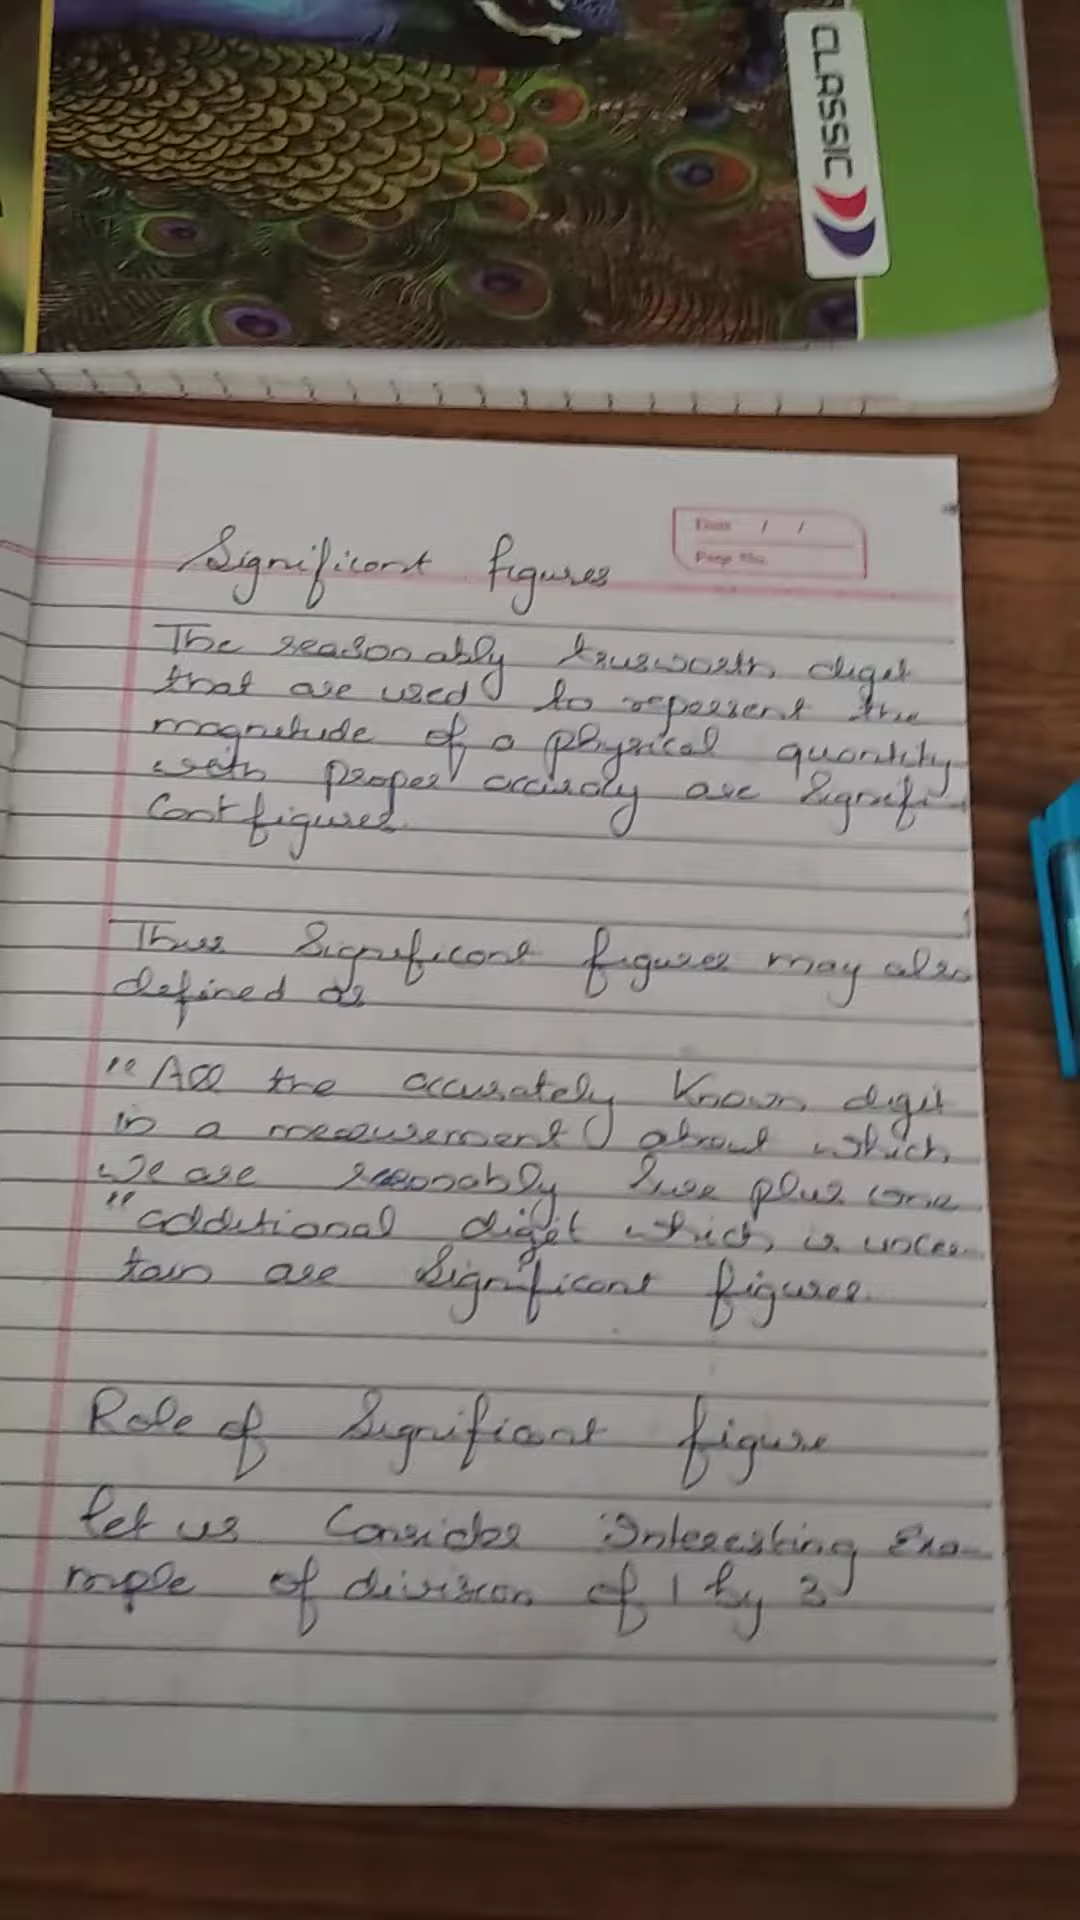 CLASSIC
Date / /
Page No.
Significant figures
The reasonably trusworth digit
that are used to repersent the
magnetude of a physical quantity
with proper accuracy are Signifi-
cant figures.
Thus Significant figures may also
defined as
"All the accurately Known digit
in a measurement about which
we are reasonably Sure plus one
"additional digit which is uncer-
tain are Significant figures.
Role of Significant figure
let us Consider Interesting Exa-
mple of division of 1 by 3